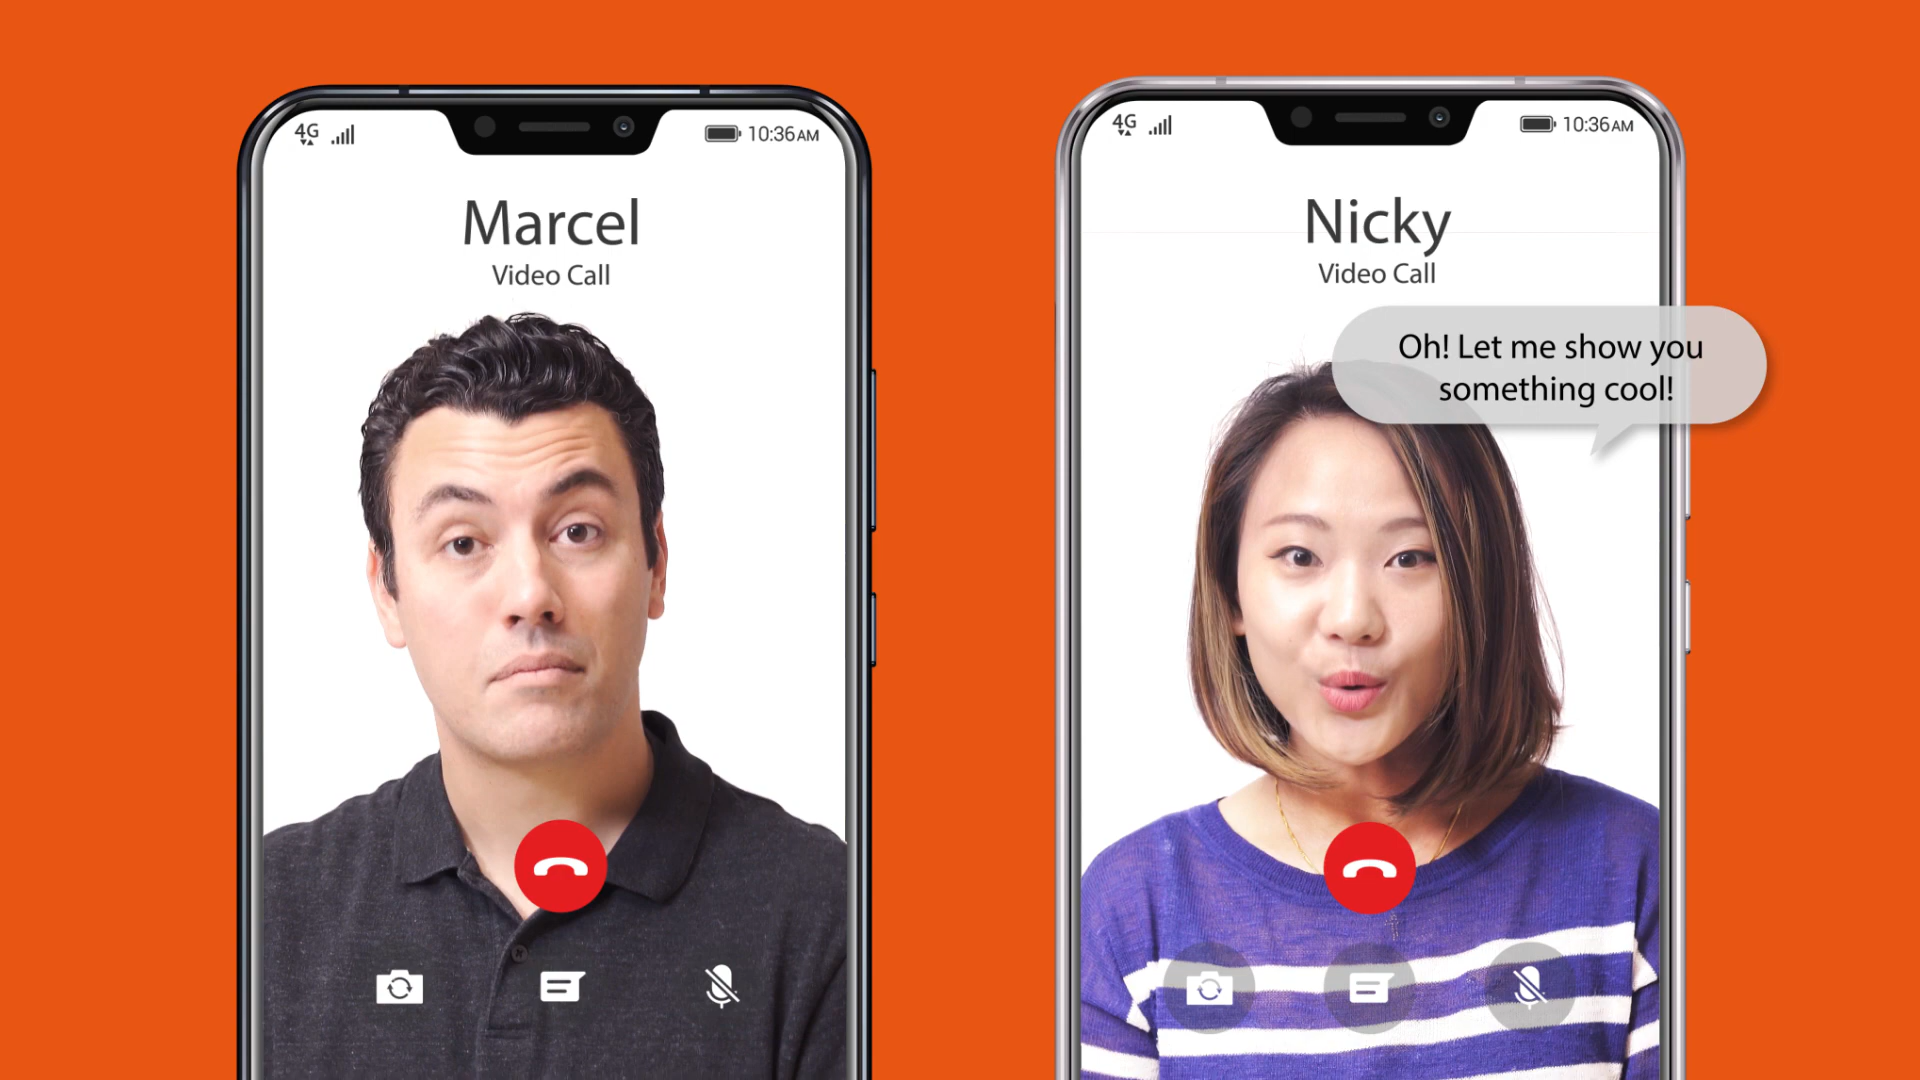 4G
10:36AM
Marcel
Video Call
4G
10:36AM
Nicky
Video Call
Oh! Let me show you
something cool!